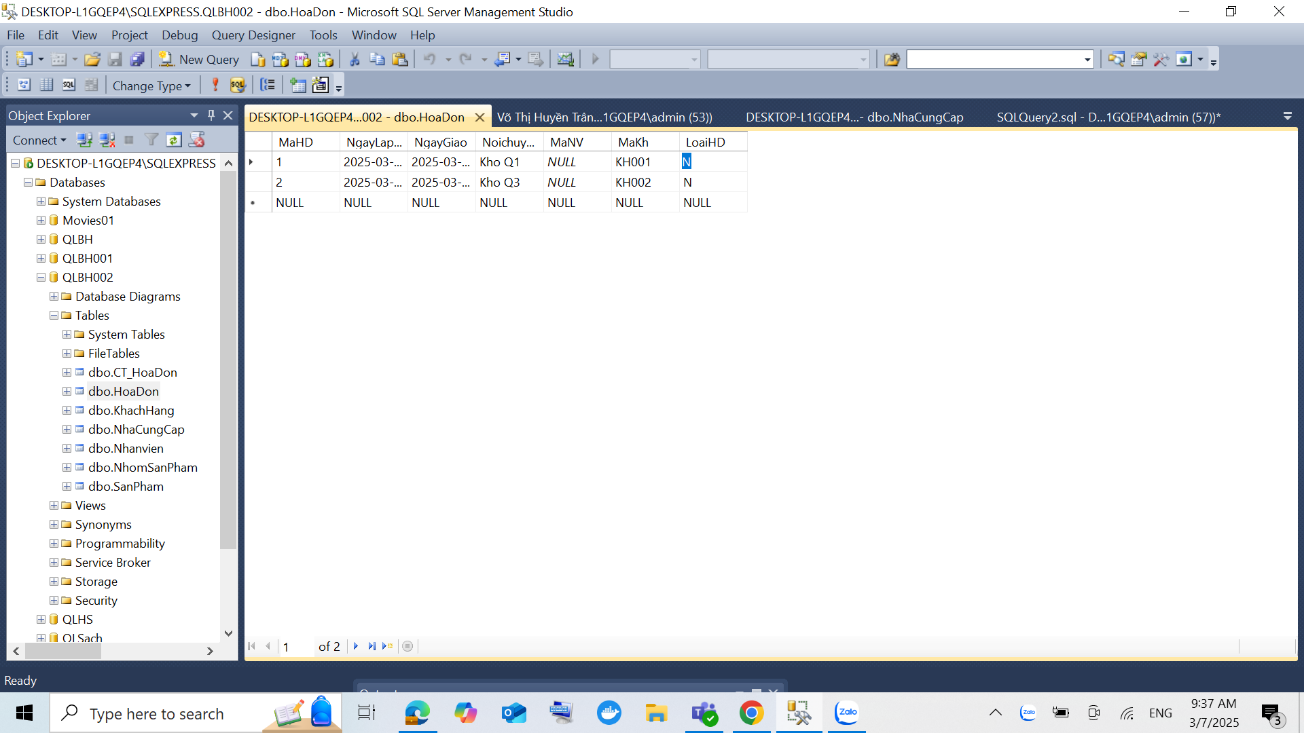 DESKTOP-L1GQEP4\SQLEXPRESS.QLBH002 - dbo.HoaDon - Microsoft SQL Server Management Studio
File Edit View Project Debug Query Designer Tools Window Help
New Query
Change Type
Object Explorer
Connect
DESKTOP-L1GQEP4\SQLEXPRESS
Databases
System Databases
Movies01
QLBH
QLBH001
QLBH002
Database Diagrams
Tables
System Tables
FileTables
dbo.CT_HoaDon
dbo.HoaDon
dbo.KhachHang
dbo.NhaCungCap
dbo.Nhanvien
dbo.NhomSanPham
dbo.SanPham
Views
Synonyms
Programmability
Service Broker
Storage
Security
QLHS
QLSach
DESKTOP-L1GQEP4...002 - dbo.HoaDon Võ Thị Huyền Trân...1GQEP4\admin (53)) DESKTOP-L1GQEP4...- dbo.NhaCungCap SQLQuery2.sql - D...1GQEP4\admin (57))*
MaHD NgayLap... NgayGiao Noichuy... MaNV MaKh LoaiHD
1 2025-03-... 2025-03-... Kho Q1 NULL KH001 N
2 2025-03-... 2025-03-... Kho Q3 NULL KH002 N
NULL NULL NULL NULL NULL NULL NULL
1 of 2
Ready
Type here to search
Zalo
Zalo
ENG
9:37 AM
3/7/2025
3